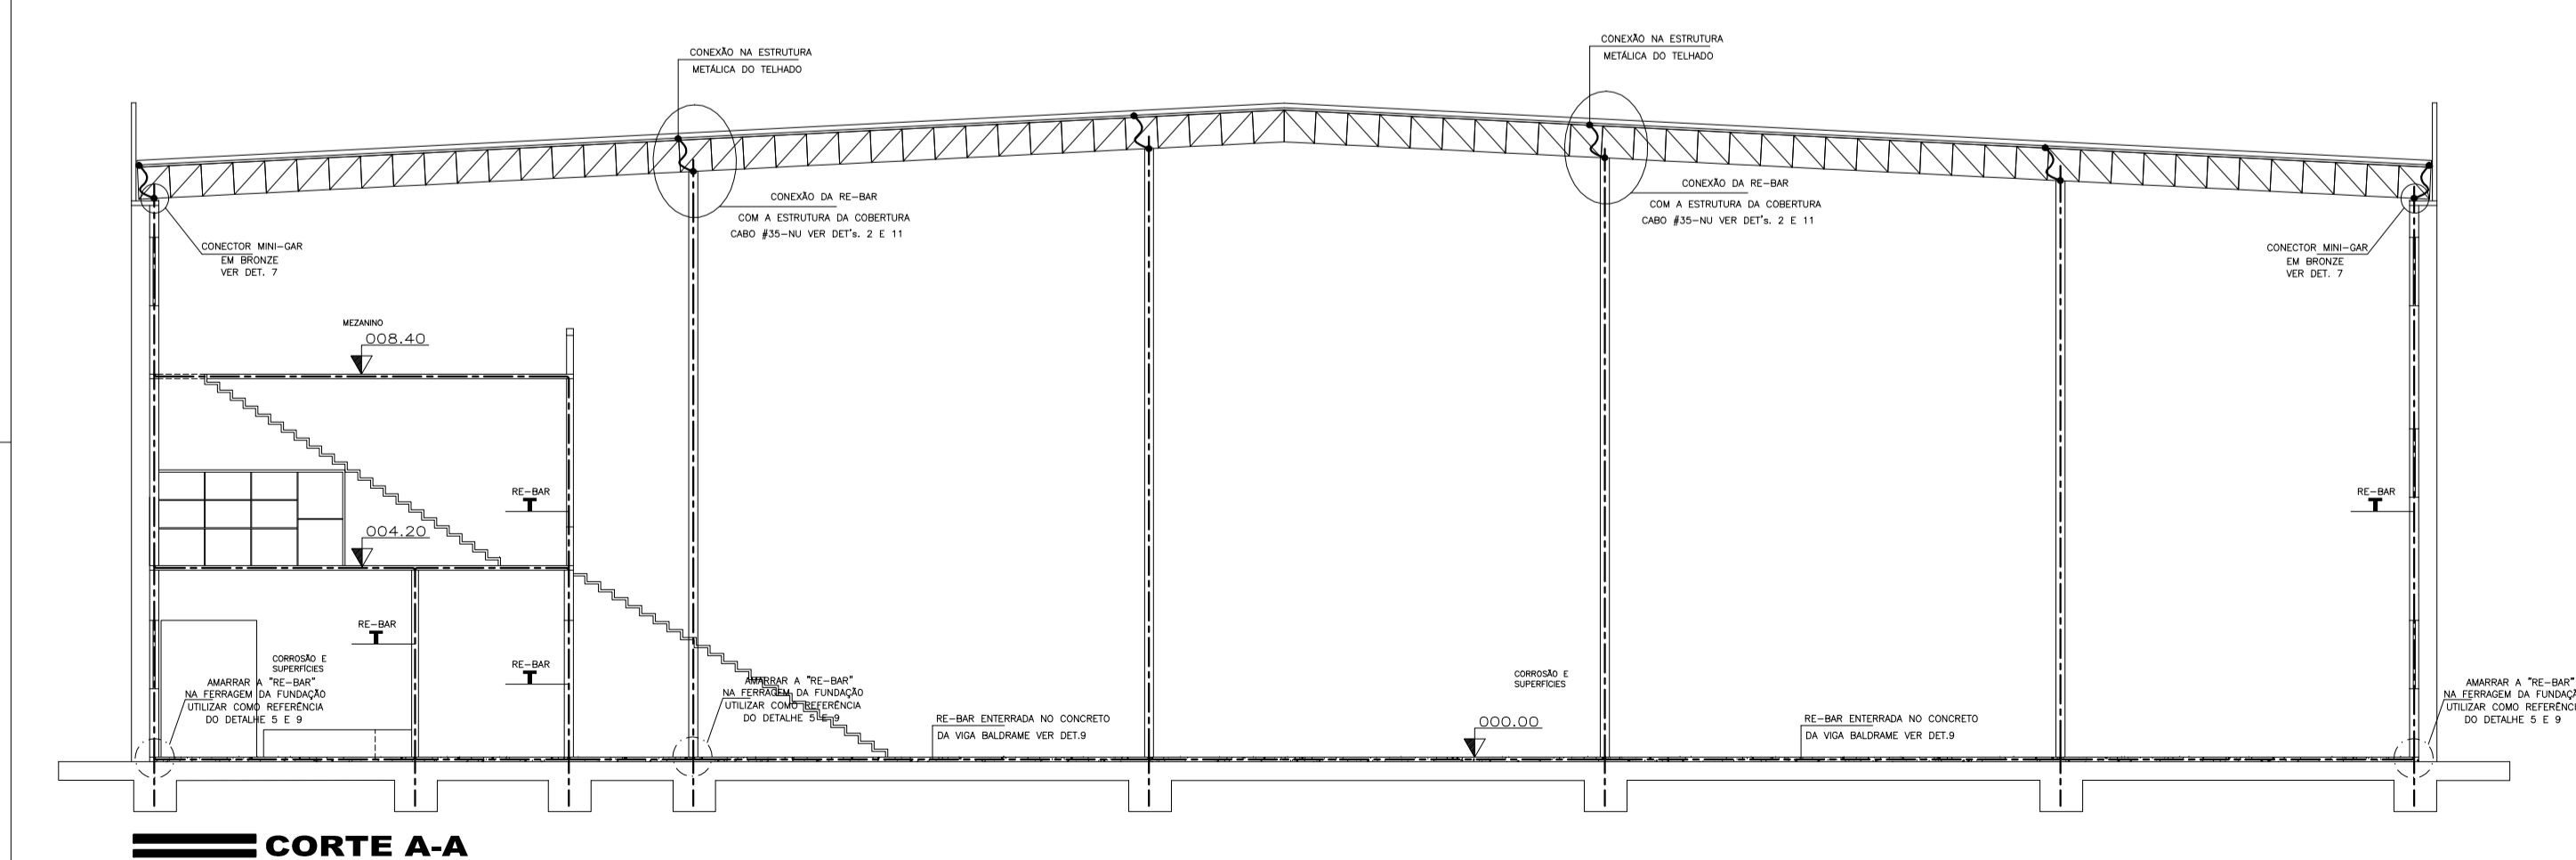 CONEXÃO NA ESTRUTURA
METÁLICA DO TELHADO
CONEXÃO NA ESTRUTURA
METÁLICA DO TELHADO
CONEXÃO DA RE-BAR
COM A ESTRUTURA DA COBERTURA
CABO #35-NU VER DET's. 2 E 11
CONEXÃO DA RE-BAR
COM A ESTRUTURA DA COBERTURA
CABO #35-NU VER DET's. 2 E 11
CONECTOR MINI-GAR
EM BRONZE
VER DET. 7
CONECTOR MINI-GAR
EM BRONZE
VER DET. 7
MEZANINO
008.40
RE-BAR
RE-BAR
004.20
RE-BAR
RE-BAR
CORROSÃO E
SUPERFÍCIES
AMARRAR A "RE-BAR"
NA FERRAGEM DA FUNDAÇÃO
UTILIZAR COMO REFERÊNCIA
DO DETALHE 5 E 9
AMARRAR A "RE-BAR"
NA FERRAGEM DA FUNDAÇÃO
UTILIZAR COMO REFERÊNCIA
DO DETALHE 5 E 9
RE-BAR ENTERRADA NO CONCRETO
DA VIGA BALDRAME VER DET.9
CORROSÃO E
SUPERFÍCIES
000.00
RE-BAR ENTERRADA NO CONCRETO
DA VIGA BALDRAME VER DET.9
AMARRAR A "RE-BAR"
NA FERRAGEM DA FUNDAÇÃ
UTILIZAR COMO REFERÊNCI
DO DETALHE 5 E 9
CORTE A-A